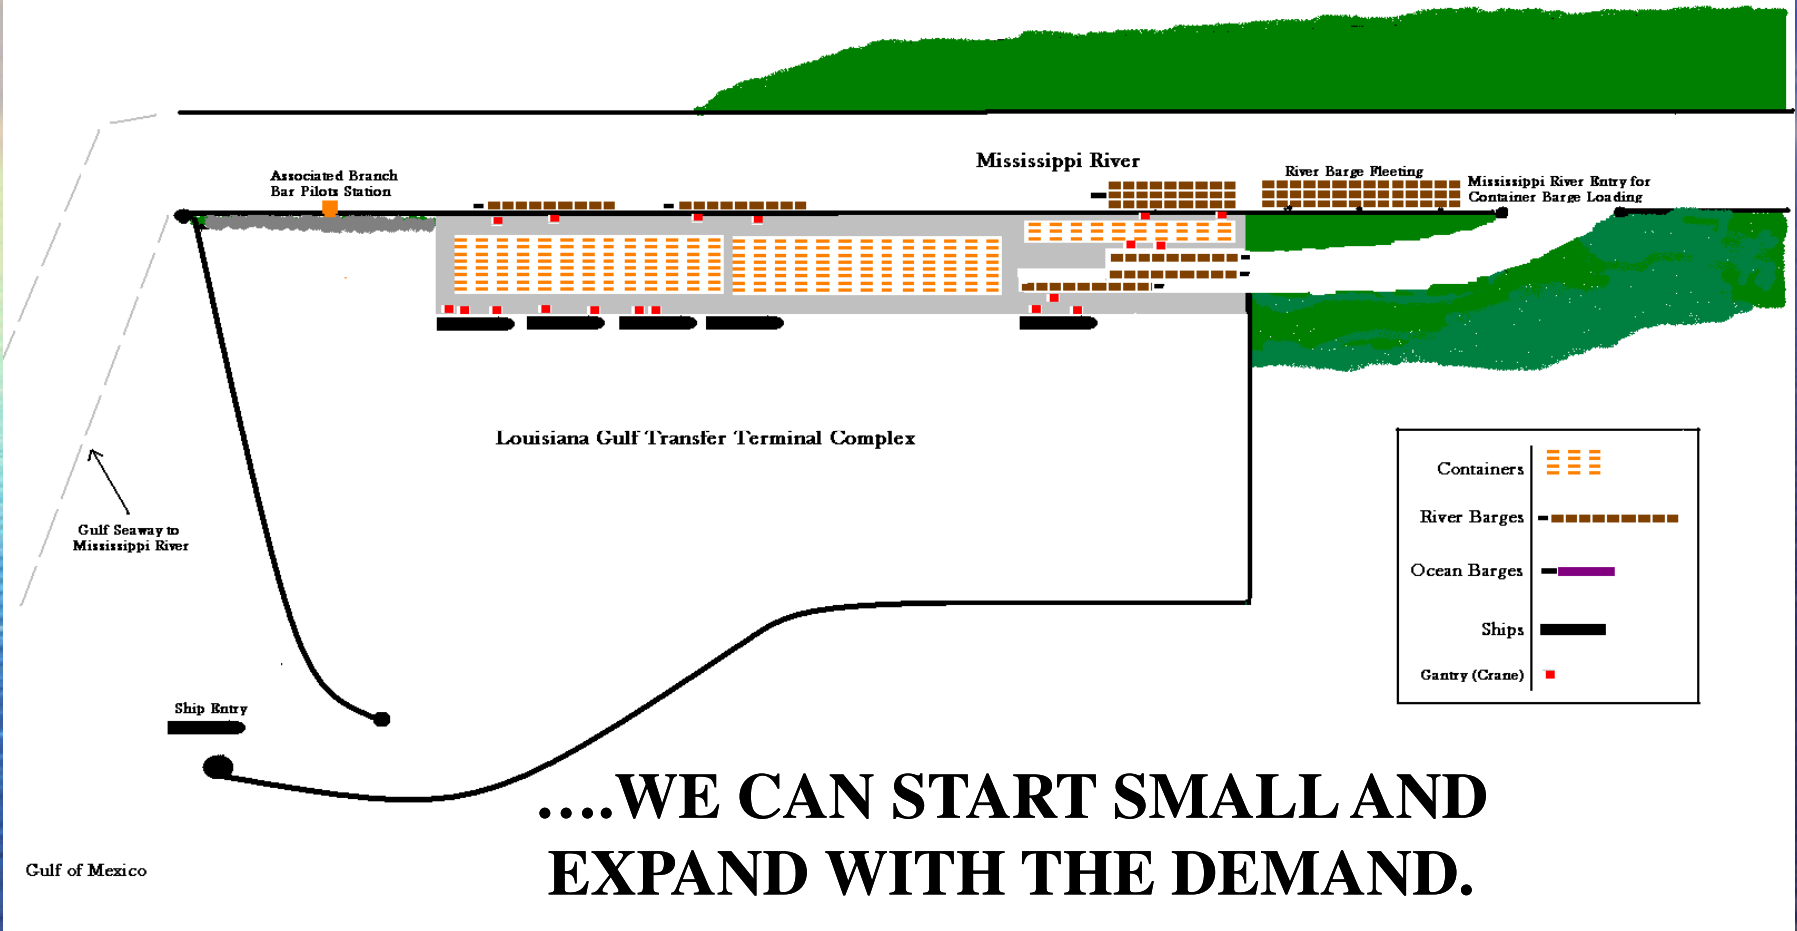 Mississippi River
Associated Branch
Bar Pilots Station
River Barge Fleeting
Mississippi River Entry for
Container Barge Loading
Louisiana Gulf Transfer Terminal Complex
Gulf Seaway to
Mississippi River
Containers
River Barges
Ocean Barges
Ships
Gantry (Crane)
Ship Entry
....WE CAN START SMALL AND
EXPAND WITH THE DEMAND.
Gulf of Mexico